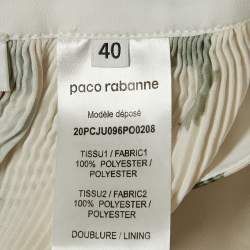 40
paco rabanne
Modèle déposé
20PCJU096PO0208
TISSU1 / FABRIC1
100% POLYESTER /
POLYESTER
TISSU2 / FABRIC2
100% POLYESTER /
POLYESTER
DOUBLURE / LINING